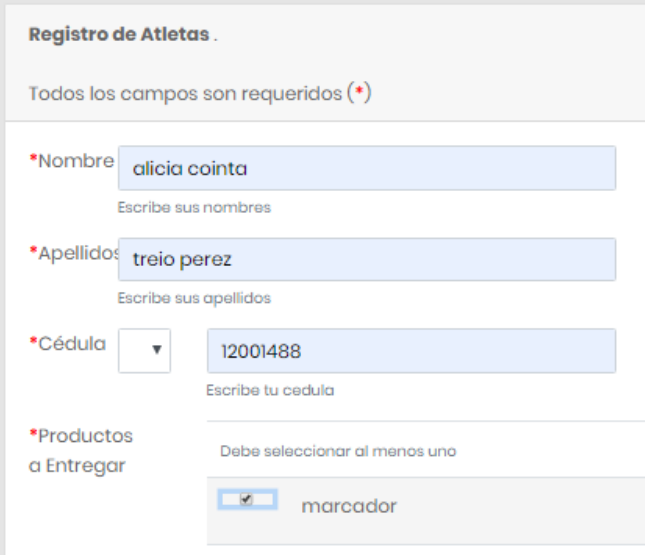 Registro de Atletas .
Todos los campos son requeridos (*)
*Nombre alicia cointa
Escribe sus nombres
*Apellidos treio perez
Escribe sus apellidos
*Cédula 12001488
Escribe tu cedula
*Productos
a Entregar
Debe seleccionar al menos uno
marcador